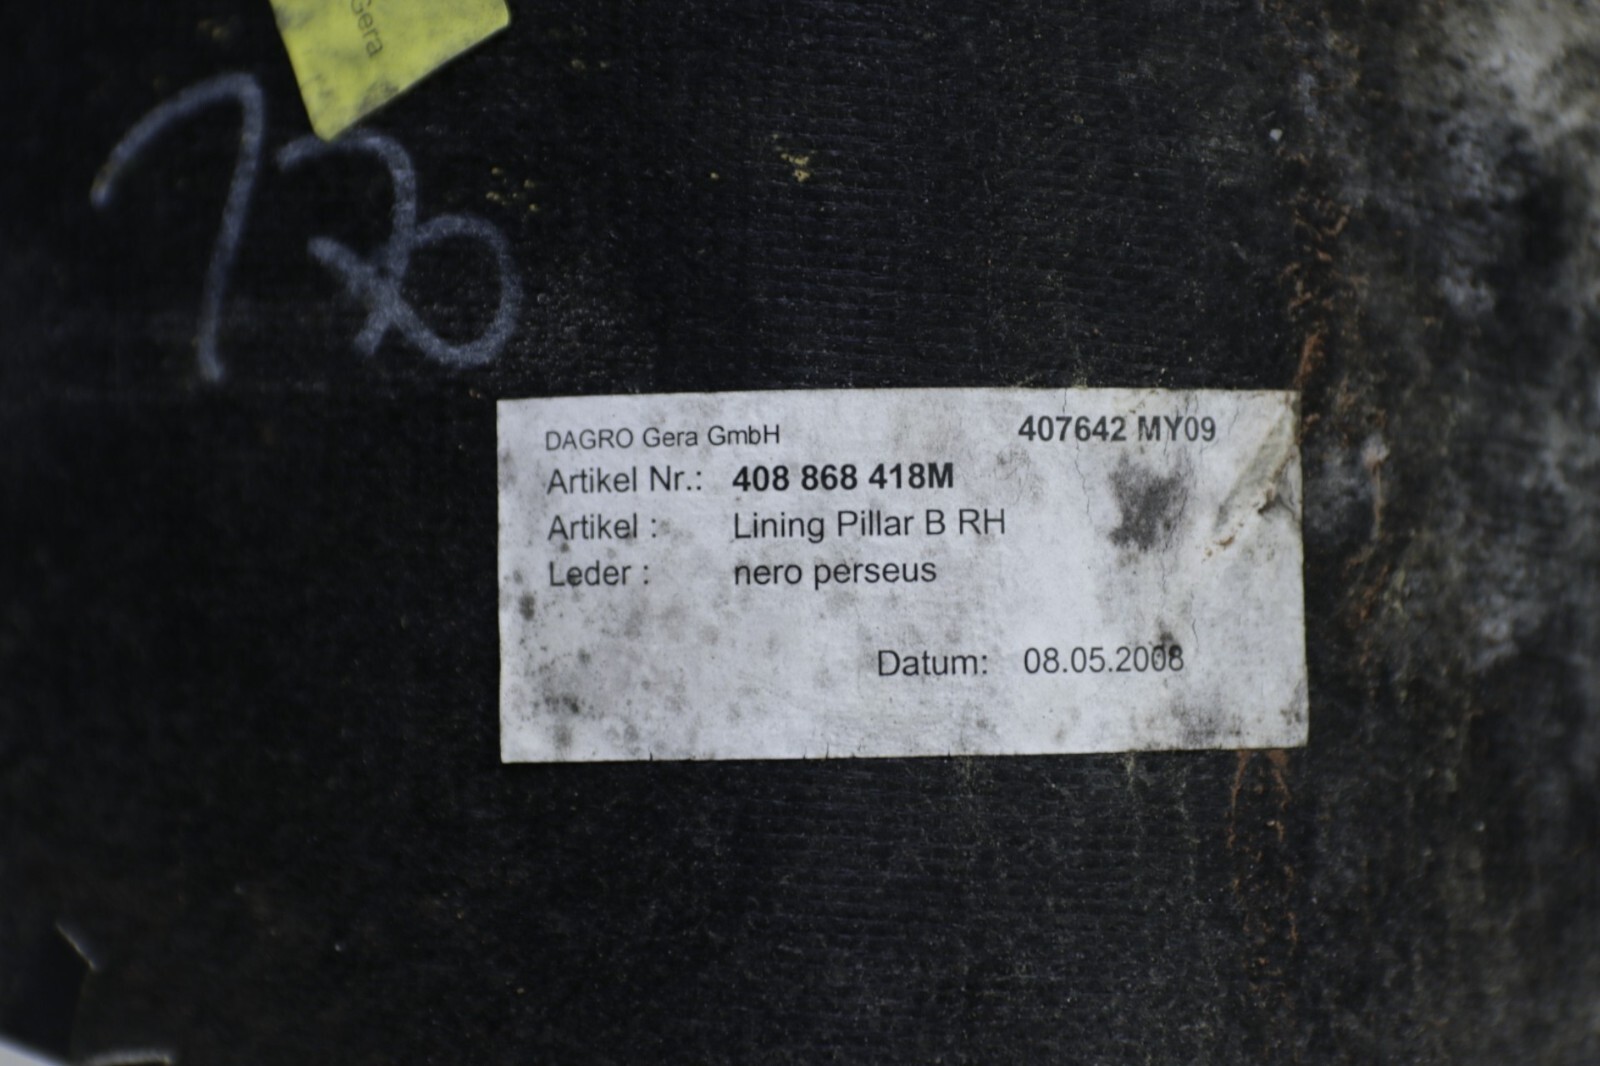 Gera
DAGRO Gera GmbH 407642 MY09
Artikel Nr.: 408 868 418M
Artikel : Lining Pillar B RH
Leder : nero perseus
Datum: 08.05.2008